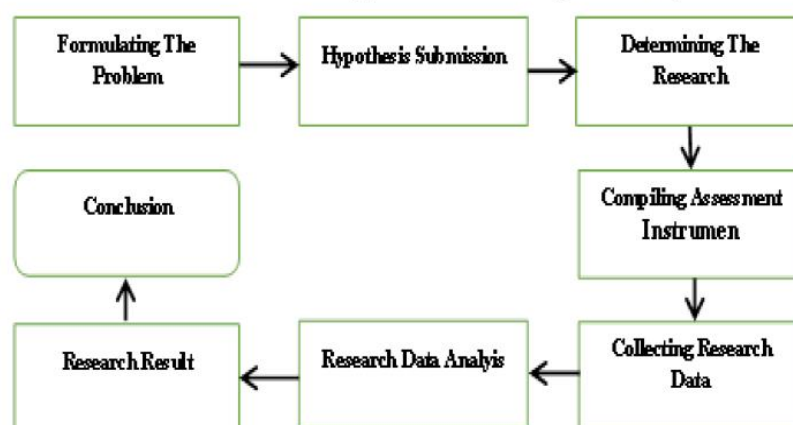 Formulating The
Problem
Hypothesis Submission
Determining The
Research
Compiling Assessment
Instrumen
Collecting Research
Data
Research Data Analyis
Research Result
Conclusion